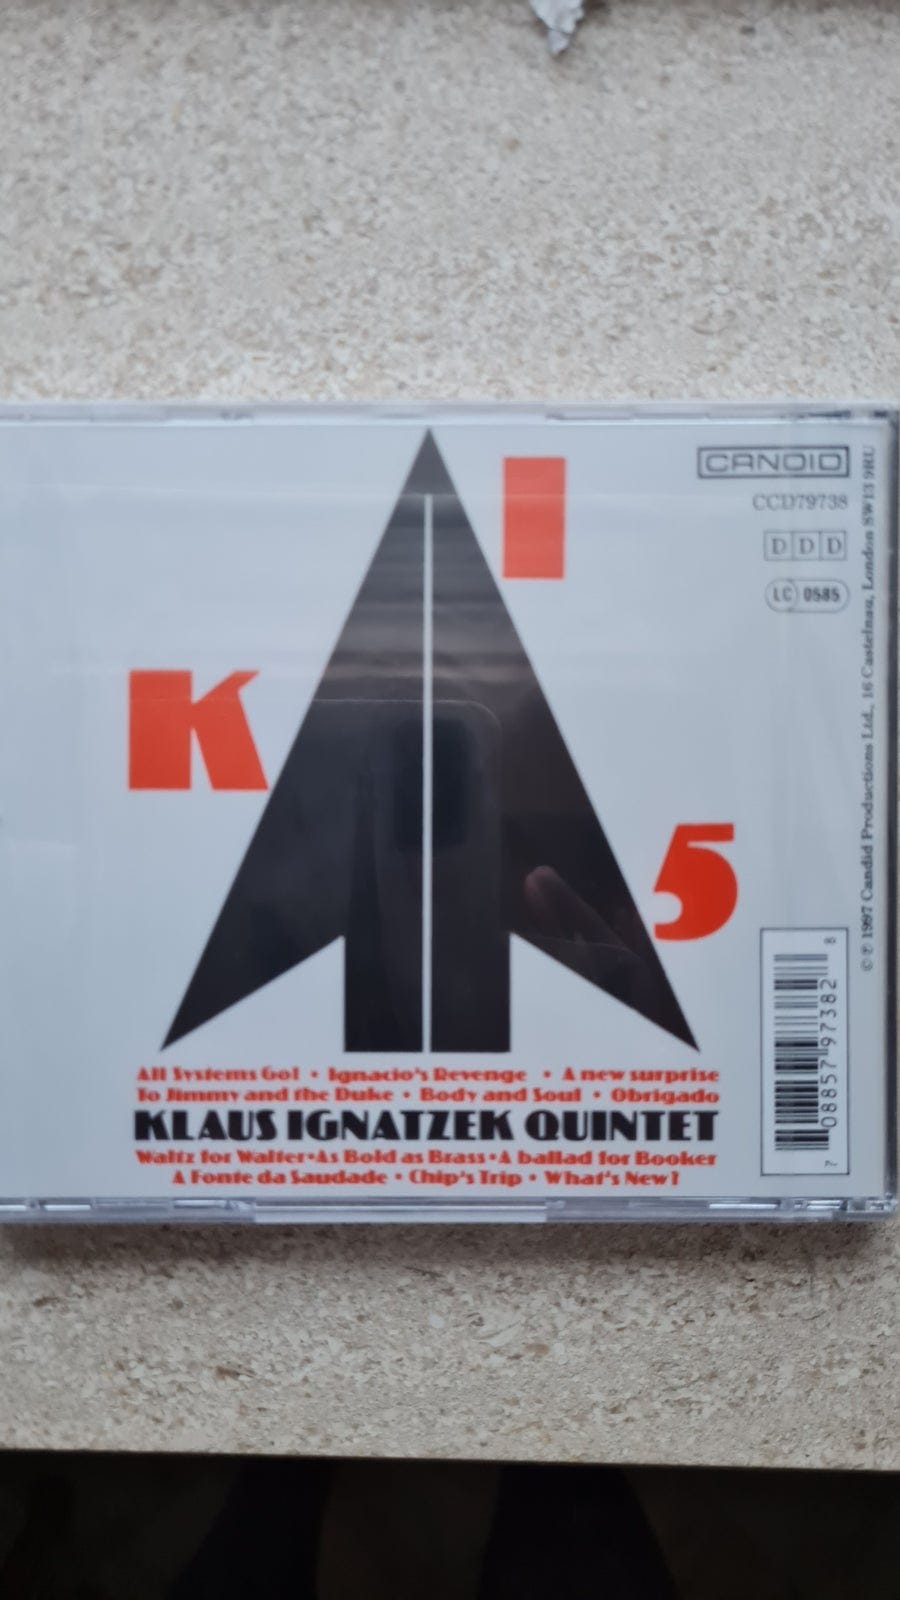 I
K
5
CANDID
CCD79738
D D D
LC 0585
© ℗ 1997 Candid Productions Ltd., 16 Castelnau, London SW13 9RU
7 08857 97382 8
All Systems Go! • Ignacio's Revenge • A new surprise
To Jimmy and the Duke • Body and Soul • Obrigado
KLAUS IGNATZEK QUINTET
Waltz for Walter • As Bold as Brass • A ballad for Booker
A Fonte da Saudade • Chip's Trip • What's New?